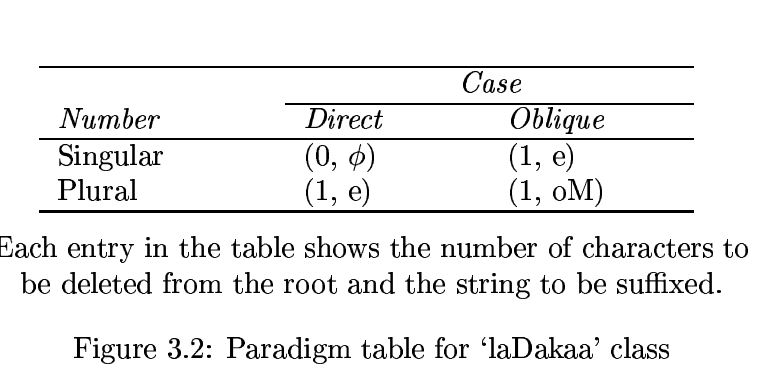 Case
Number Direct Oblique
Singular (0, ϕ) (1, e)
Plural (1, e) (1, oM)
Each entry in the table shows the number of characters to
be deleted from the root and the string to be suffixed.
Figure 3.2: Paradigm table for ‘laDakaa’ class